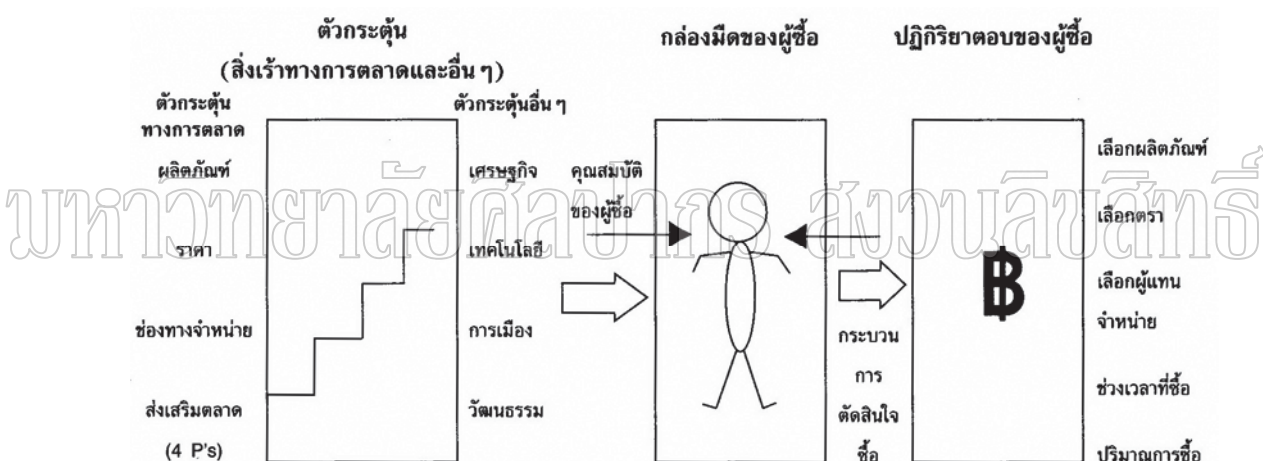 ตัวกระตุ้น
(สิ่งเร้าทางการตลาดและอื่น ๆ)
ตัวกระตุ้น
ทางการตลาด
ผลิตภัณฑ์
ราคา
ช่องทางจำหน่าย
ส่งเสริมตลาด
(4 P's)
ตัวกระตุ้นอื่น ๆ
เศรษฐกิจ
เทคโนโลยี
การเมือง
วัฒนธรรม
กล่องมืดของผู้ซื้อ
คุณสมบัติ
ของผู้ซื้อ
กระบวน
การ
ตัดสินใจ
ซื้อ
ปฏิกิริยาตอบของผู้ซื้อ
฿
เลือกผลิตภัณฑ์
เลือกตรา
เลือกผู้แทน
จำหน่าย
ช่วงเวลาที่ซื้อ
ปริมาณการซื้อ
มหาวิทยาลัยศิลปากร สงวนลิขสิทธิ์